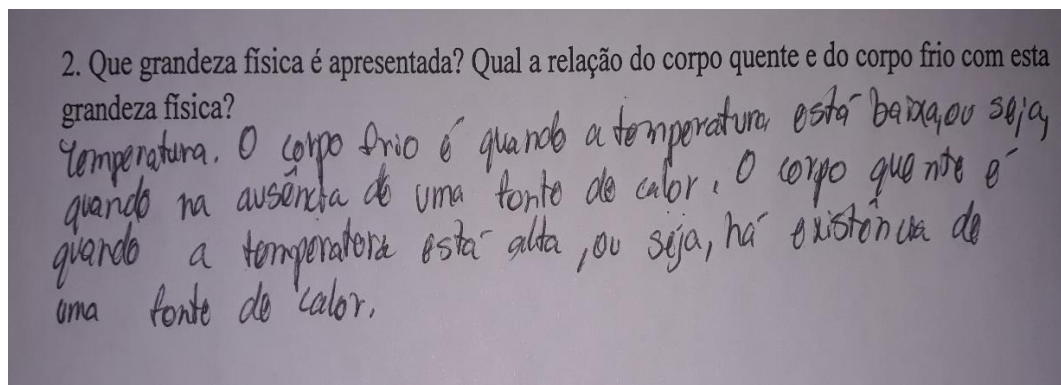 2. Que grandeza física é apresentada? Qual a relação do corpo quente e do corpo frio com esta
grandeza física?
Temperatura. O corpo frio é quando a temperatura está baixa, ou seja,
quando na ausência de uma fonte de calor. O corpo quente é
quando a temperatura está alta, ou seja, há existência de
uma fonte de calor.